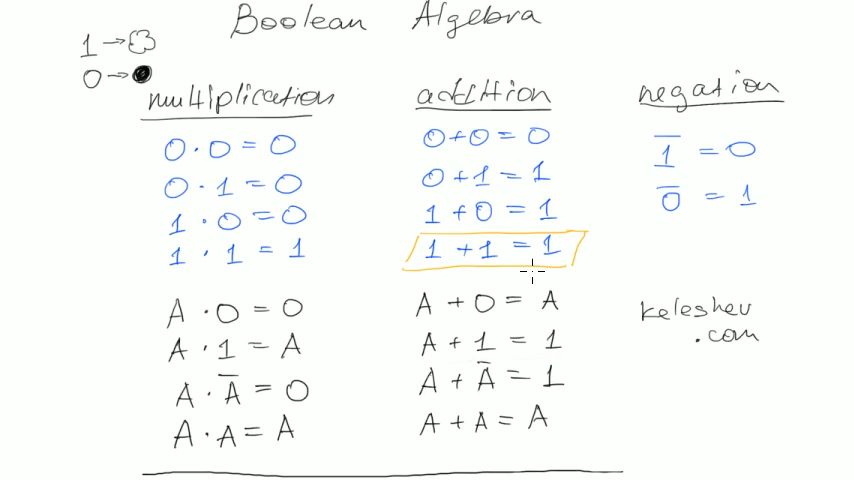 Boolean Algebra
1 →
0 →
multiplication
0 · 0 = 0
0 · 1 = 0
1 · 0 = 0
1 · 1 = 1
A · 0 = 0
A · 1 = A
A · A̅ = 0
A · A = A
addition
0 + 0 = 0
0 + 1 = 1
1 + 0 = 1
1 + 1 = 1
A + 0 = A
A + 1 = 1
A + A̅ = 1
A + A = A
negation
1̅ = 0
0̅ = 1
keleshev
.com